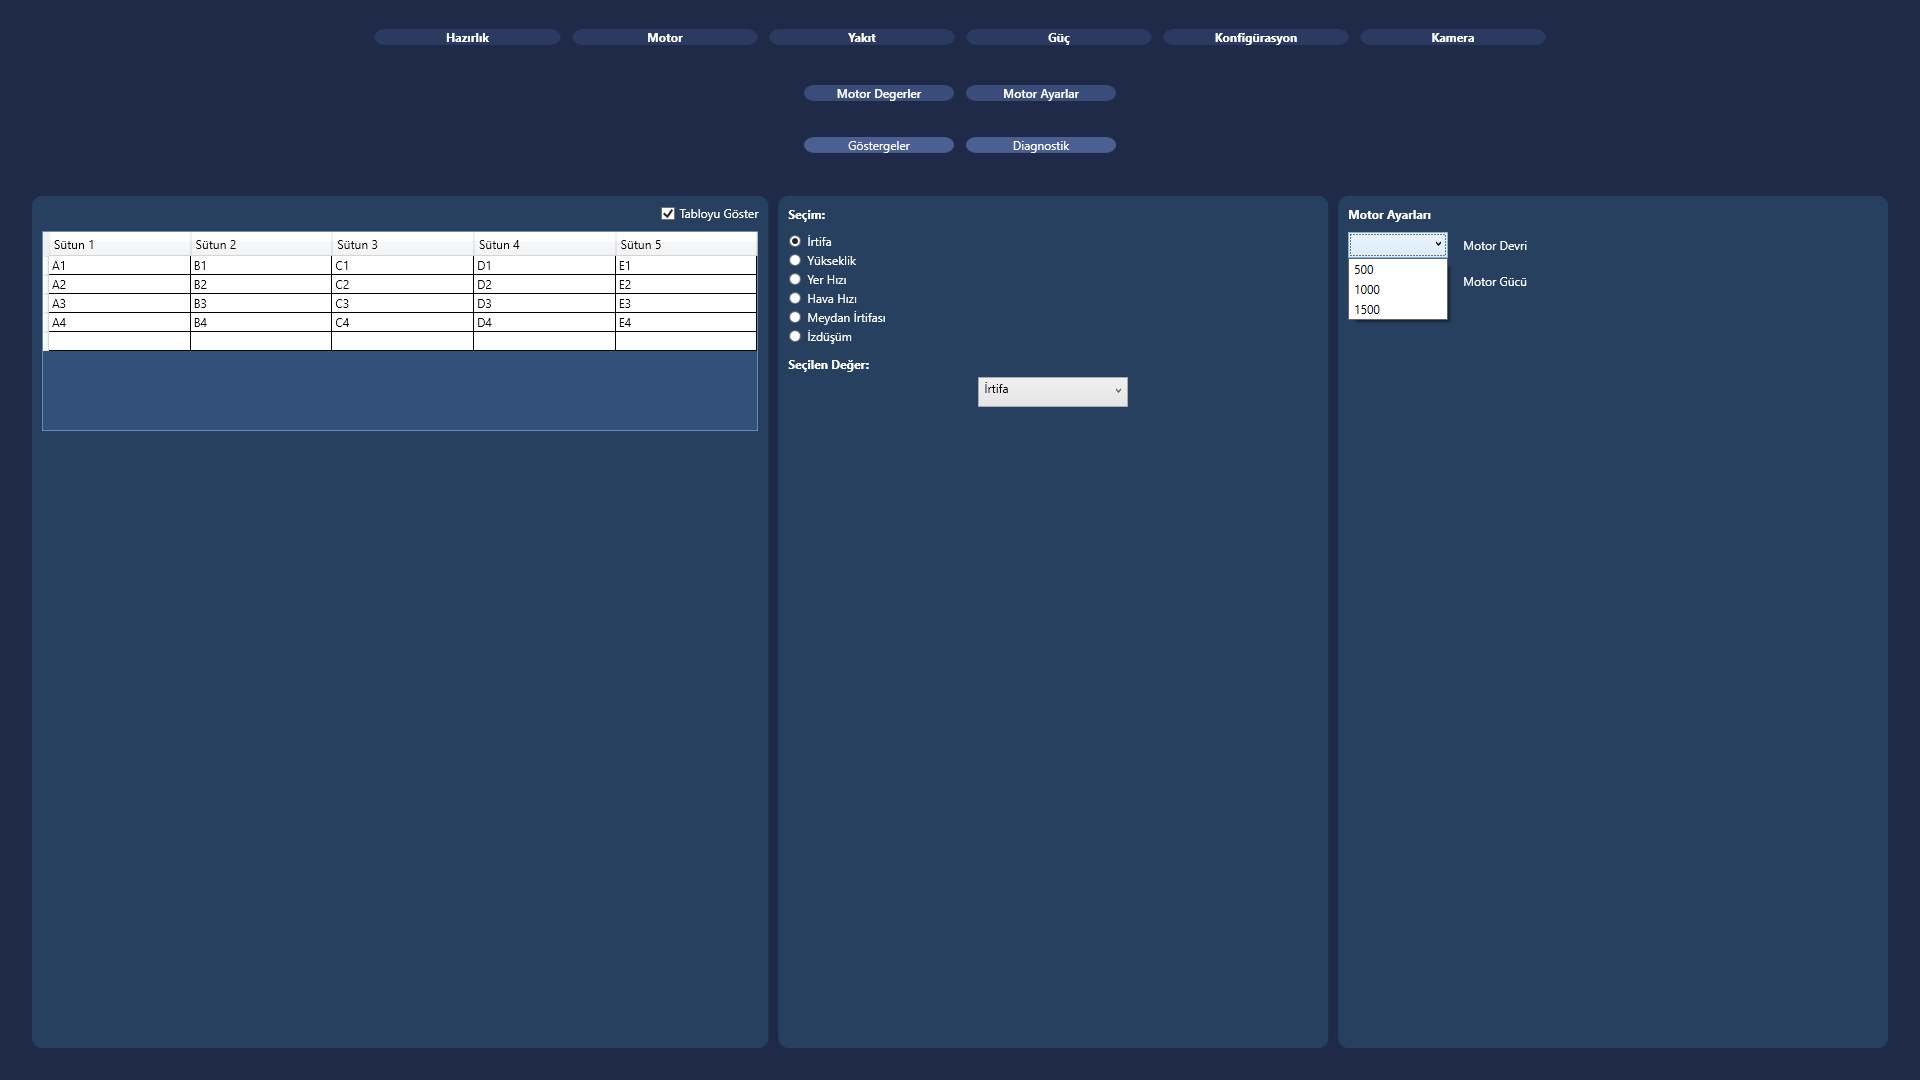 Hazırlık Motor Yakıt Güç Konfigürasyon Kamera
Motor Degerler Motor Ayarlar
Göstergeler Diagnostik
Tabloyu Göster
Sütun 1 Sütun 2 Sütun 3 Sütun 4 Sütun 5
A1 B1 C1 D1 E1
A2 B2 C2 D2 E2
A3 B3 C3 D3 E3
A4 B4 C4 D4 E4
Seçim:
İrtifa
Yükseklik
Yer Hızı
Hava Hızı
Meydan İrtifası
İzdüşüm
Seçilen Değer:
İrtifa
Motor Ayarları
Motor Devri
500
1000
1500
Motor Gücü